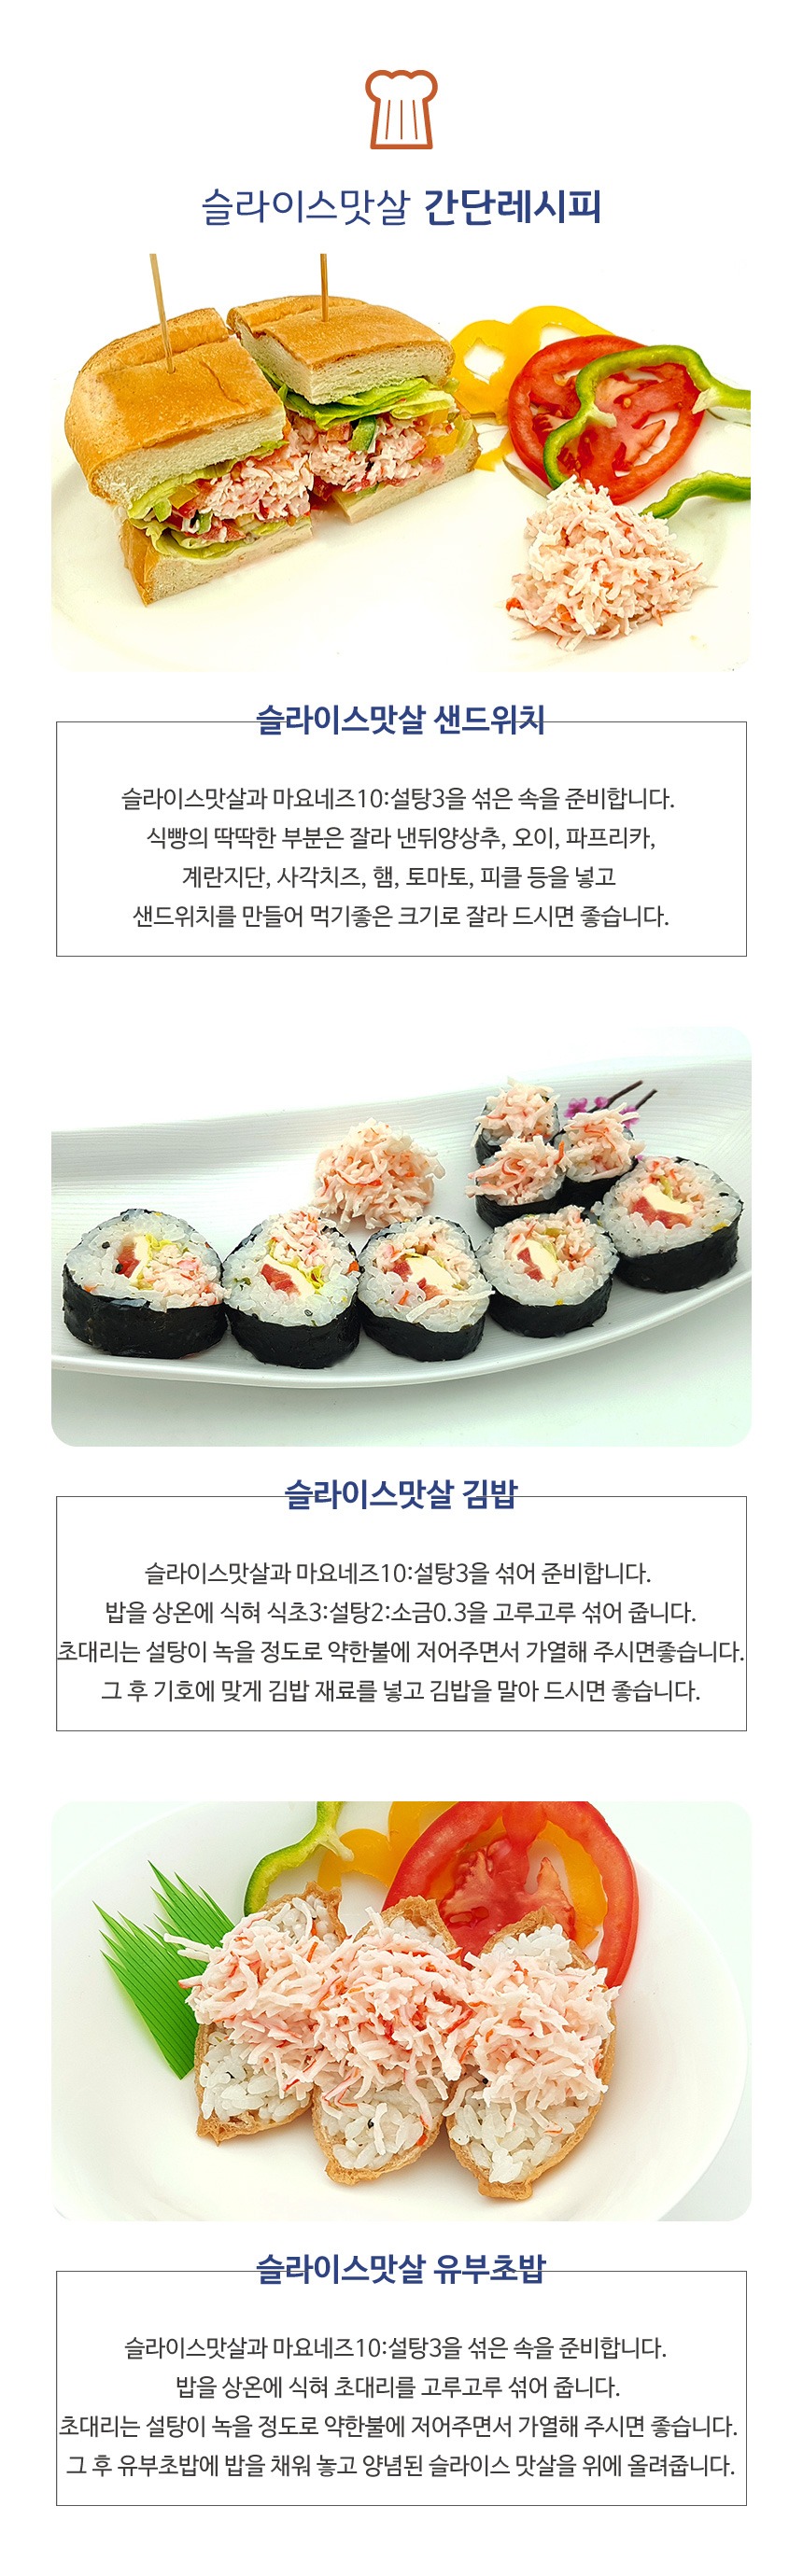 슬라이스맛살 간단레시피
슬라이스맛살 샌드위치
슬라이스맛살과 마요네즈10:설탕3을 섞은 속을 준비합니다.
식빵의 딱딱한 부분은 잘라 낸뒤양상추, 오이, 파프리카,
계란지단, 사각치즈, 햄, 토마토, 피클 등을 넣고
샌드위치를 만들어 먹기좋은 크기로 잘라 드시면 좋습니다.
슬라이스맛살 김밥
슬라이스맛살과 마요네즈10:설탕3을 섞어 준비합니다.
밥을 상온에 식혀 식초3:설탕2:소금0.3을 고루고루 섞어 줍니다.
초대리는 설탕이 녹을 정도로 약한불에 저어주면서 가열해 주시면좋습니다.
그 후 기호에 맞게 김밥 재료를 넣고 김밥을 말아 드시면 좋습니다.
슬라이스맛살 유부초밥
슬라이스맛살과 마요네즈10:설탕3을 섞은 속을 준비합니다.
밥을 상온에 식혀 초대리를 고루고루 섞어 줍니다.
초대리는 설탕이 녹을 정도로 약한불에 저어주면서 가열해 주시면 좋습니다.
그 후 유부초밥에 밥을 채워 놓고 양념된 슬라이스 맛살을 위에 올려줍니다.